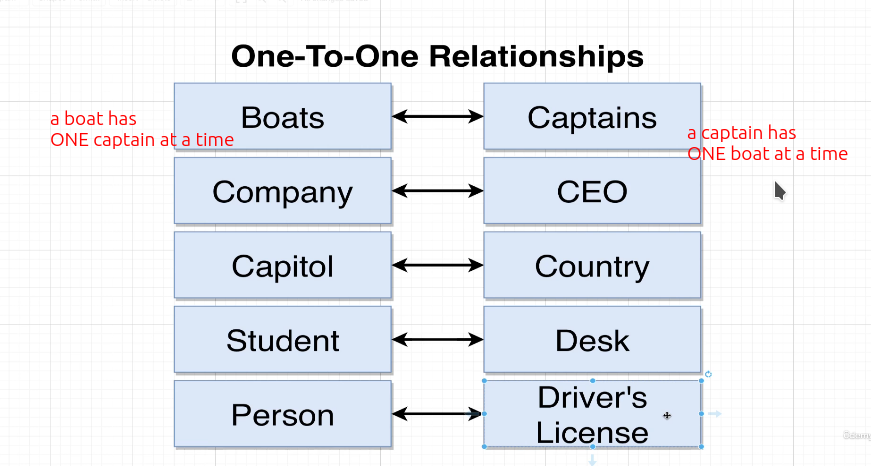 One-To-One Relationships
a boat has
ONE captain at a time
Boats
Captains
a captain has
ONE boat at a time
Company
CEO
Capitol
Country
Student
Desk
Person
Driver's
License